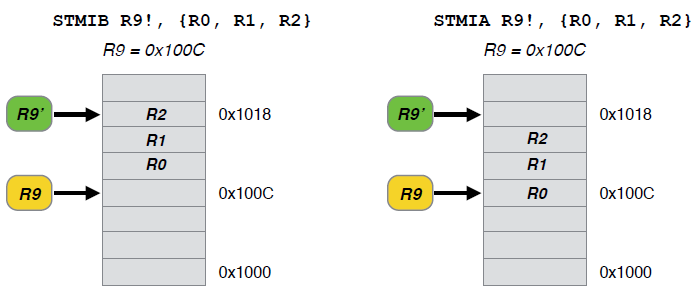 STMIB R9!, {R0, R1, R2}
R9 = 0x100C
R9’
R2
0x1018
R1
R0
R9
0x100C
0x1000
STMIA R9!, {R0, R1, R2}
R9 = 0x100C
R9’
0x1018
R2
R1
R9
R0
0x100C
0x1000